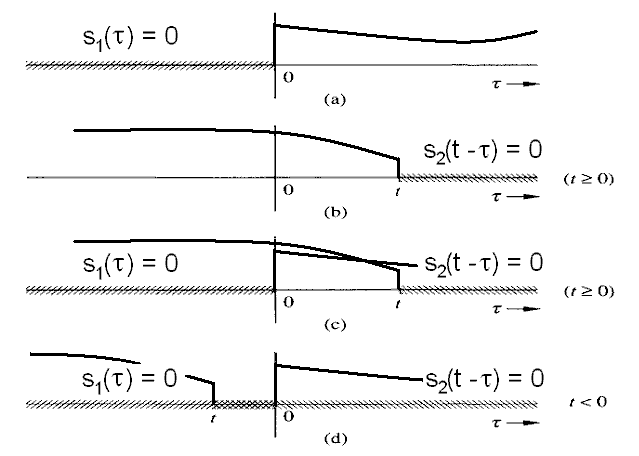 s₁(τ) = 0
0
τ
(a)
s₂(t - τ) = 0
0
t
(t ≥ 0)
τ
(b)
s₁(τ) = 0
s₂(t - τ) = 0
0
t
(t ≥ 0)
τ
(c)
s₁(τ) = 0
s₂(t - τ) = 0
t
0
t < 0
τ
(d)